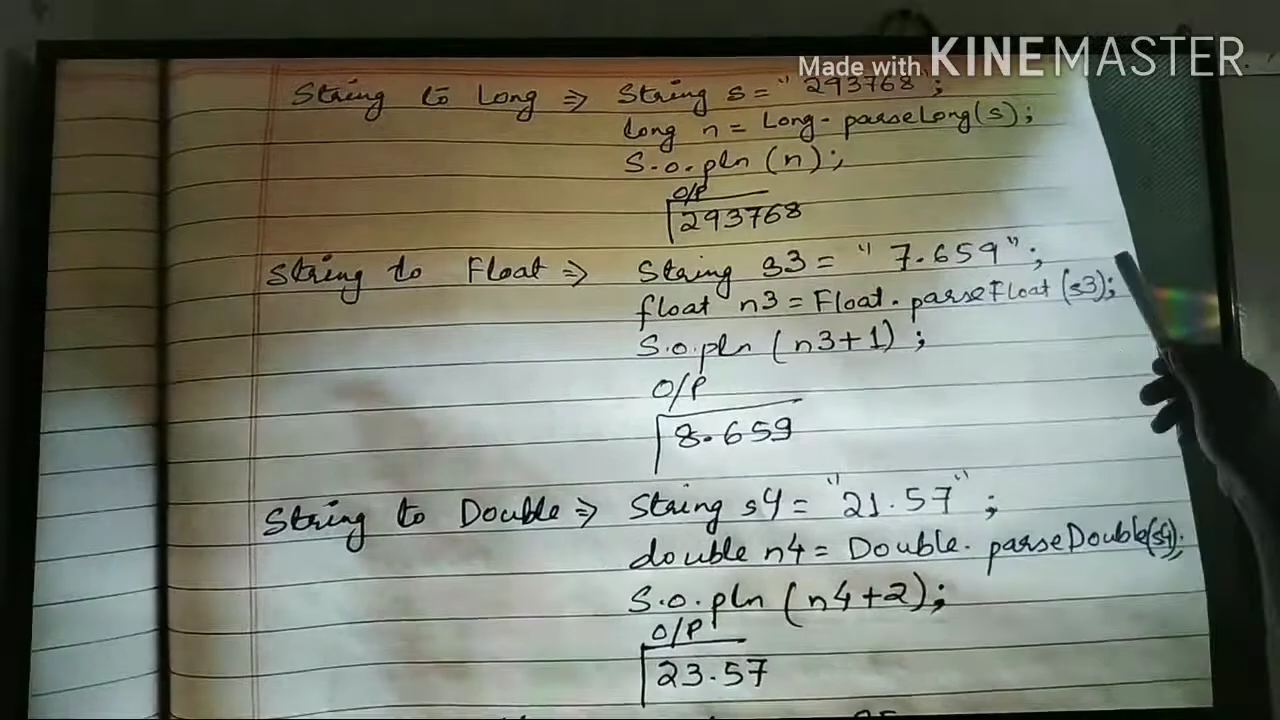 Made with KINEMASTER
String to Long ⇒ String s = "293768";
long n = Long.parseLong(s);
S.o.pln (n);
O/P
293768
String to Float ⇒ String s3 = "7.659";
float n3 = Float.parseFloat(s3);
S.o.pln (n3+1);
O/P
8.659
String to Double ⇒ String s4 = "21.57";
double n4 = Double.parseDouble(s4);
S.o.pln (n4+2);
O/P
23.57